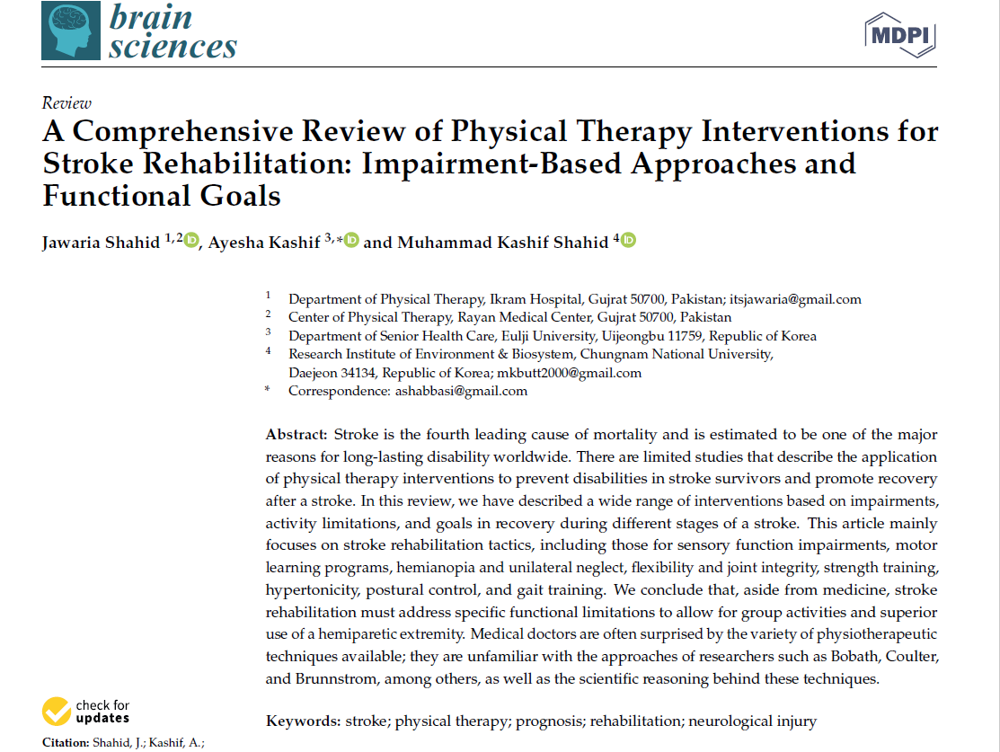 brain
sciences
MDPI
Review
A Comprehensive Review of Physical Therapy Interventions for
Stroke Rehabilitation: Impairment-Based Approaches and
Functional Goals
Jawaria Shahid 1,2 iD, Ayesha Kashif 3,* iD and Muhammad Kashif Shahid 4 iD
1 Department of Physical Therapy, Ikram Hospital, Gujrat 50700, Pakistan; itsjawaria@gmail.com
2 Center of Physical Therapy, Rayan Medical Center, Gujrat 50700, Pakistan
3 Department of Senior Health Care, Eulji University, Uijeongbu 11759, Republic of Korea
4 Research Institute of Environment & Biosystem, Chungnam National University,
Daejeon 34134, Republic of Korea; mkbutt2000@gmail.com
* Correspondence: ashabbasi@gmail.com
Abstract: Stroke is the fourth leading cause of mortality and is estimated to be one of the major
reasons for long-lasting disability worldwide. There are limited studies that describe the application
of physical therapy interventions to prevent disabilities in stroke survivors and promote recovery
after a stroke. In this review, we have described a wide range of interventions based on impairments,
activity limitations, and goals in recovery during different stages of a stroke. This article mainly
focuses on stroke rehabilitation tactics, including those for sensory function impairments, motor
learning programs, hemianopia and unilateral neglect, flexibility and joint integrity, strength training,
hypertonicity, postural control, and gait training. We conclude that, aside from medicine, stroke
rehabilitation must address specific functional limitations to allow for group activities and superior
use of a hemiparetic extremity. Medical doctors are often surprised by the variety of physiotherapeutic
techniques available; they are unfamiliar with the approaches of researchers such as Bobath, Coulter,
and Brunnstrom, among others, as well as the scientific reasoning behind these techniques.
Keywords: stroke; physical therapy; prognosis; rehabilitation; neurological injury
check for
updates
Citation: Shahid, J.; Kashif, A.;